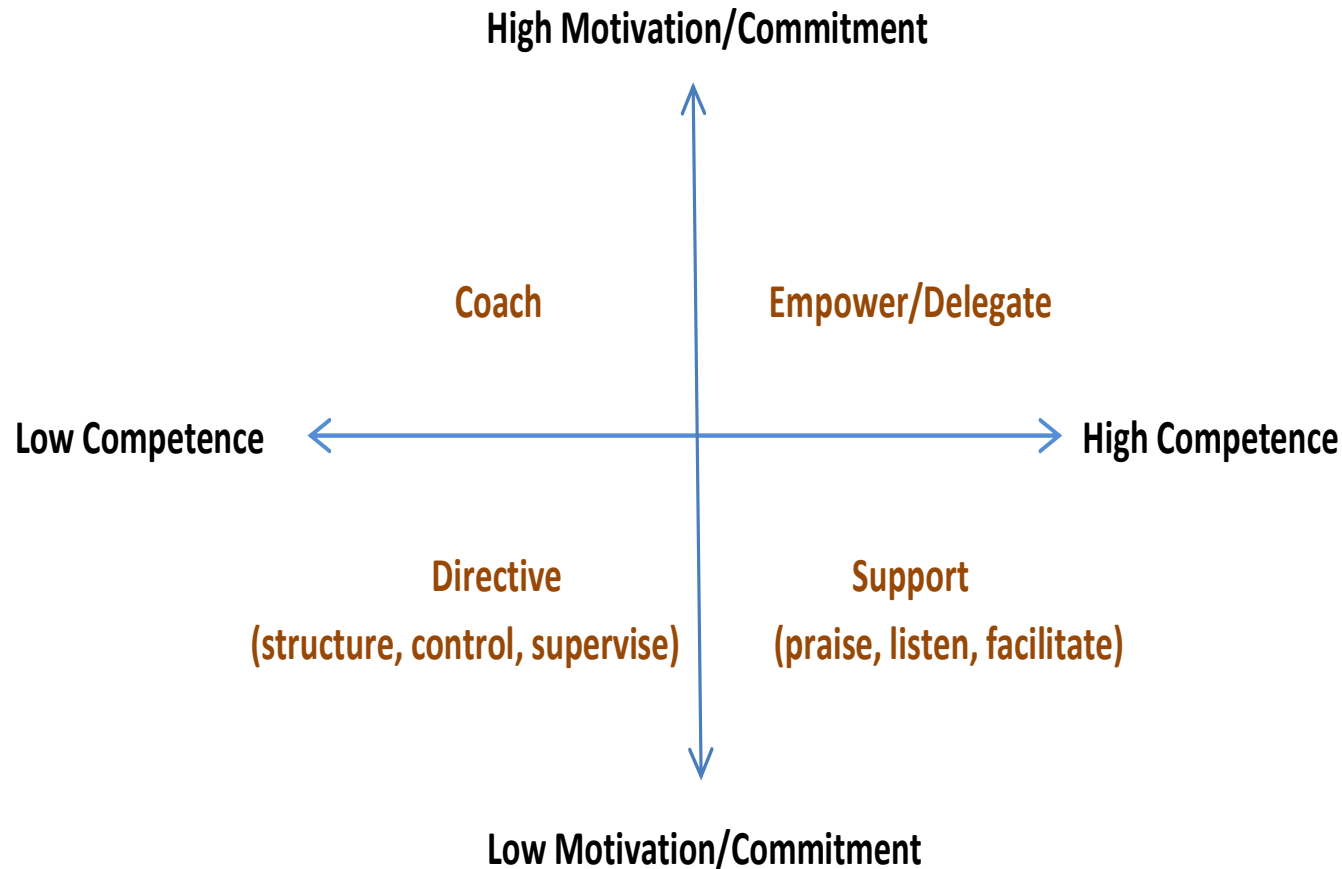 High Motivation/Commitment
Coach
Empower/Delegate
Low Competence
High Competence
Directive
(structure, control, supervise)
Support
(praise, listen, facilitate)
Low Motivation/Commitment